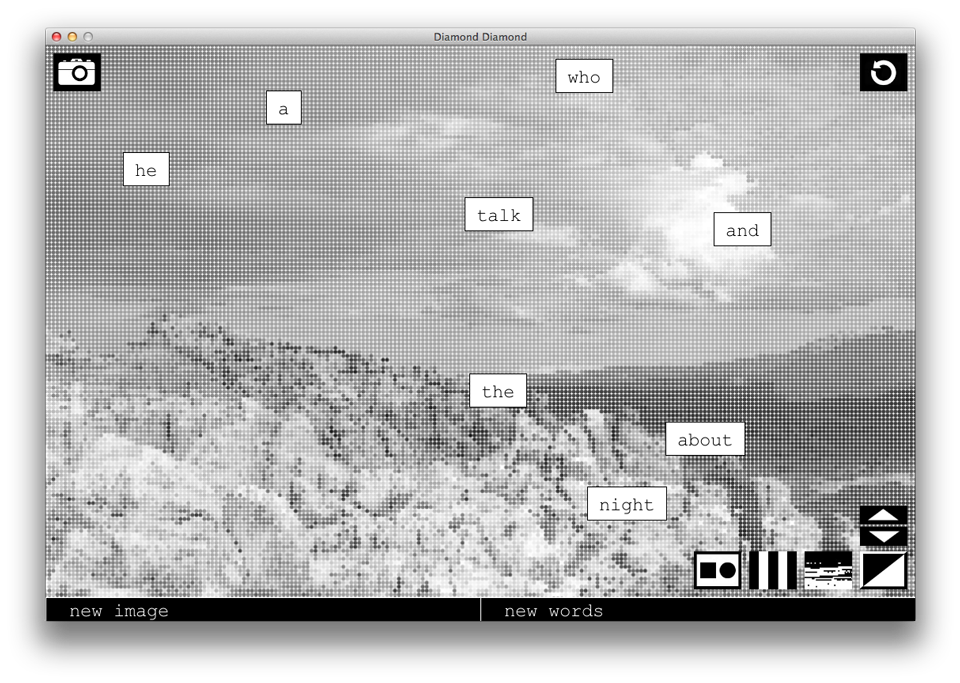 Diamond Diamond
who
a
he
talk
and
the
about
night
new image
new words